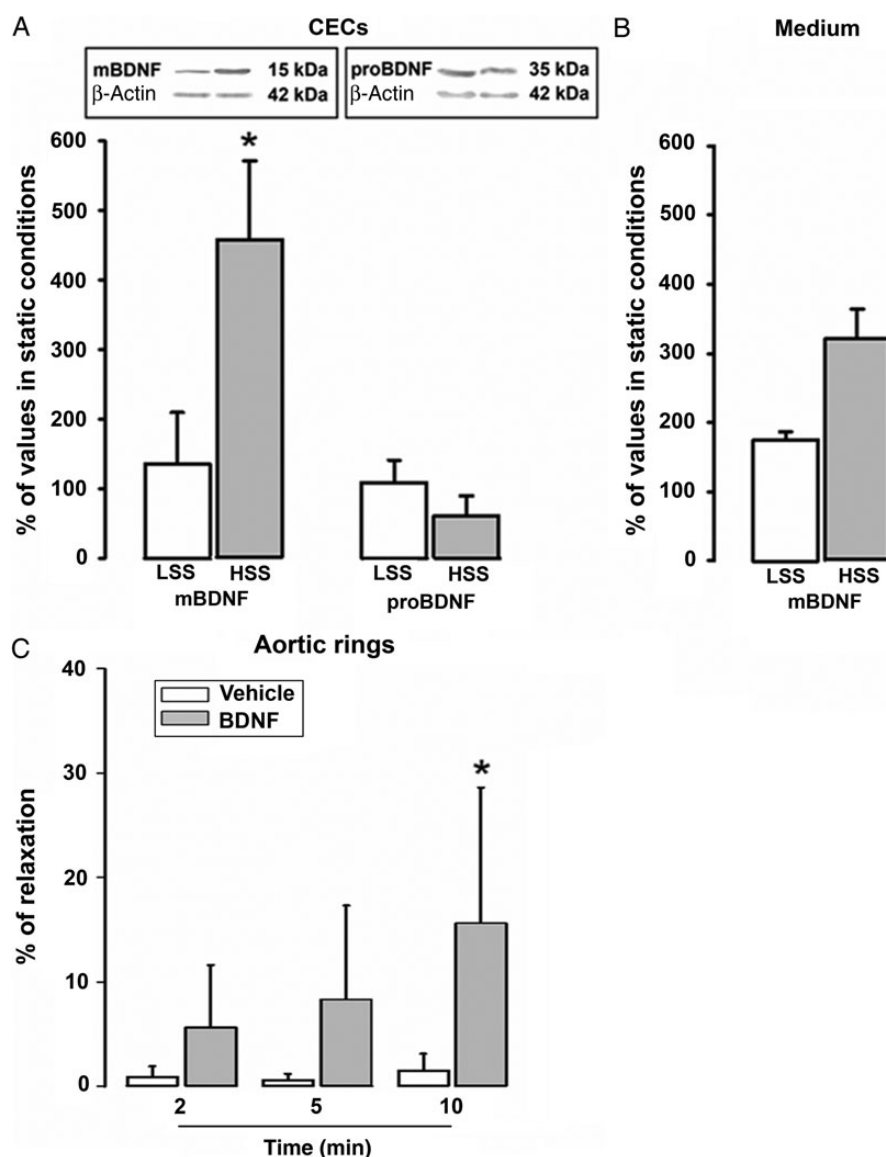 A
CECs
mBDNF 15 kDa
β-Actin 42 kDa
proBDNF 35 kDa
β-Actin 42 kDa
% of values in static conditions
600
500
400
300
200
100
0
*
LSS HSS
mBDNF
LSS HSS
proBDNF
B
Medium
% of values in static conditions
600
500
400
300
200
100
0
LSS HSS
mBDNF
C
Aortic rings
% of relaxation
40
30
20
10
0
Vehicle
BDNF
*
2 5 10
Time (min)